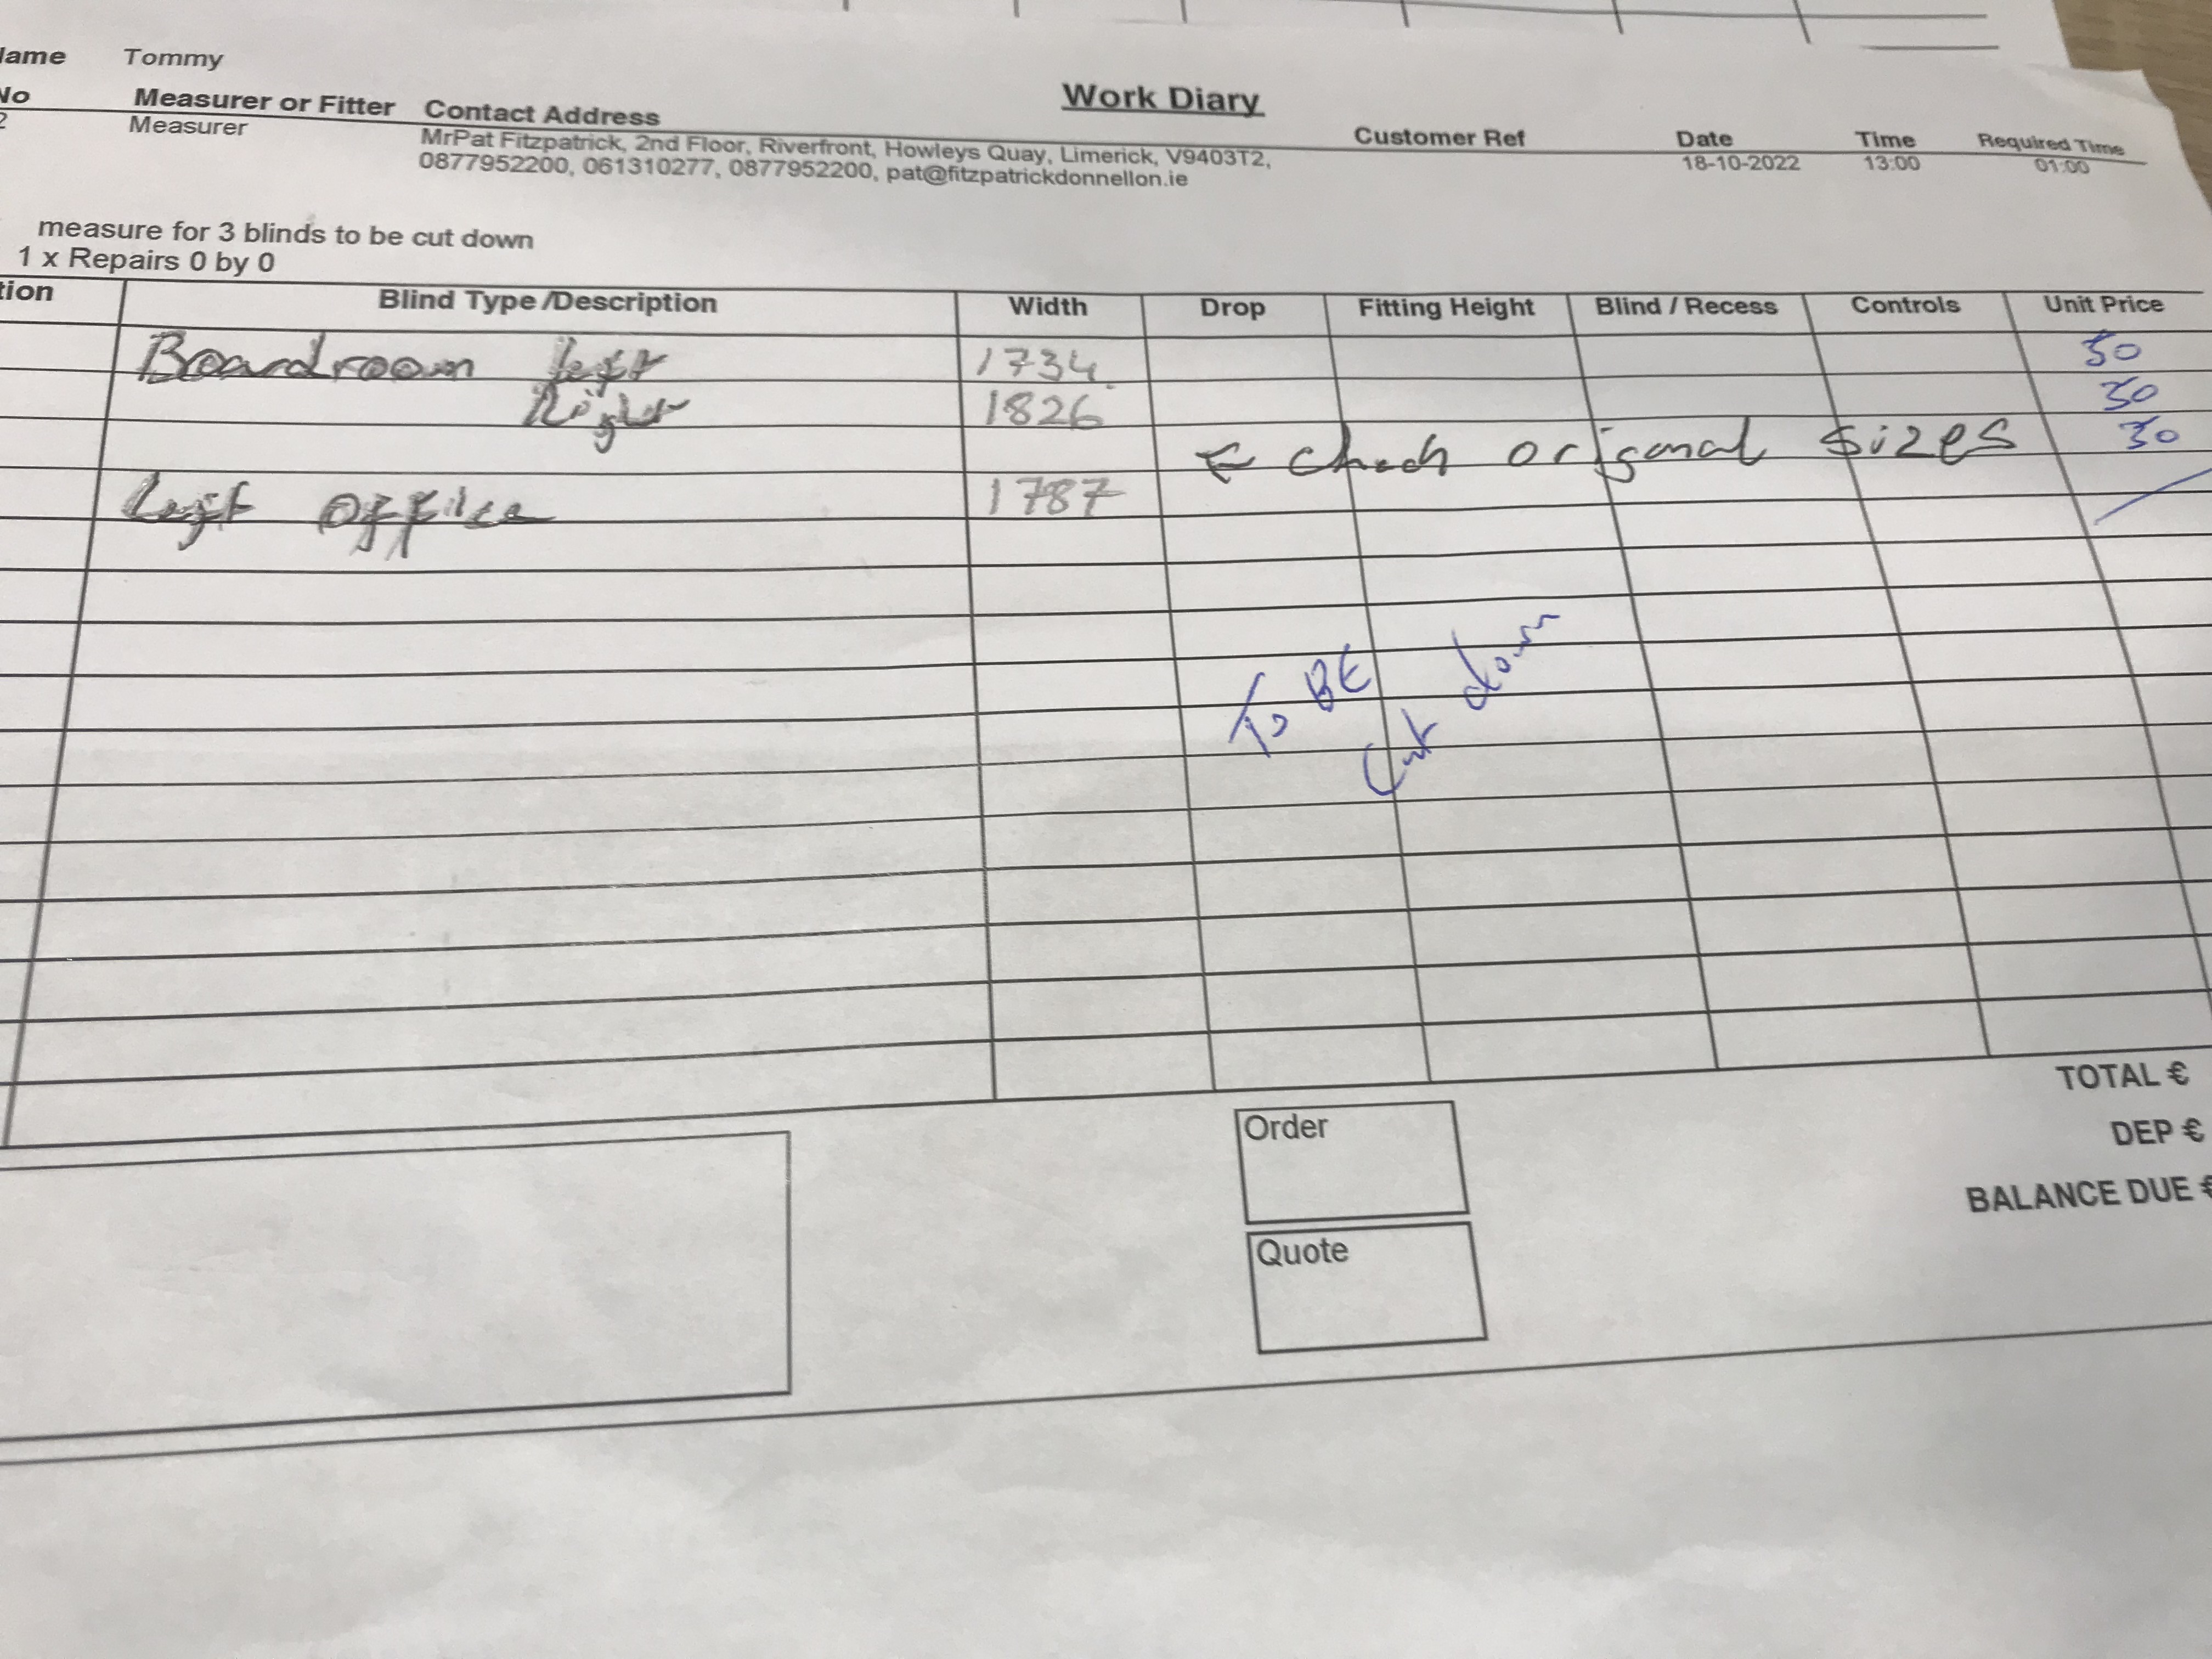 ame Tommy
Work Diary
No Measurer or Fitter Contact Address Customer Ref Date Time Required Time
2 Measurer MrPat Fitzpatrick, 2nd Floor, Riverfront, Howleys Quay, Limerick, V9403T2, 18-10-2022 13:00 01:00
0877952200, 061310277, 0877952200, pat@fitzpatrickdonnellon.ie
measure for 3 blinds to be cut down
1 x Repairs 0 by 0
tion Blind Type /Description Width Drop Fitting Height Blind / Recess Controls Unit Price
Boardroom left 1734 30
Right 1826 30
← check original sizes 30
Left Office 1787
To BE
Cut down
TOTAL €
Order
DEP €
BALANCE DUE €
Quote